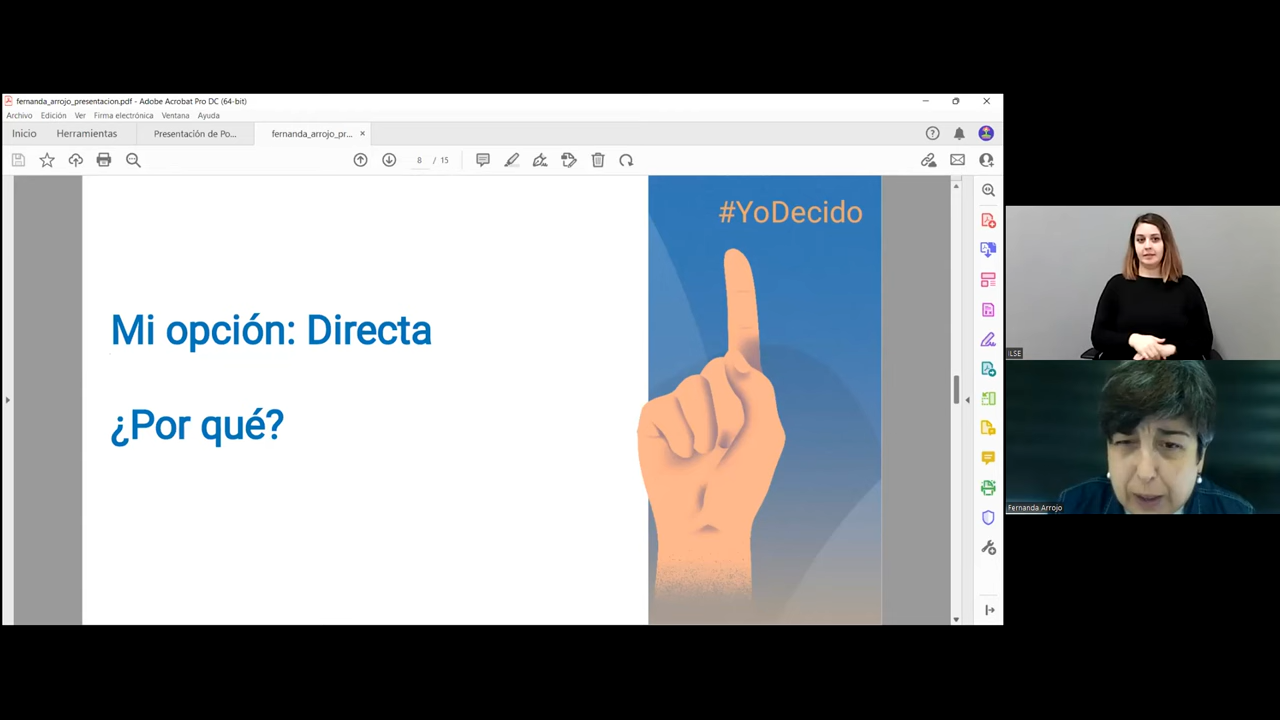 fernanda_arrojo_presentacion.pdf - Adobe Acrobat Pro DC (64-bit)
Archivo Edición Ver Firma electrónica Ventana Ayuda
Inicio Herramientas Presentación de Po... fernanda_arrojo_pr... ×
8 / 15
#YoDecido
Mi opción: Directa
¿Por qué?
ILSE
Fernanda Arrojo